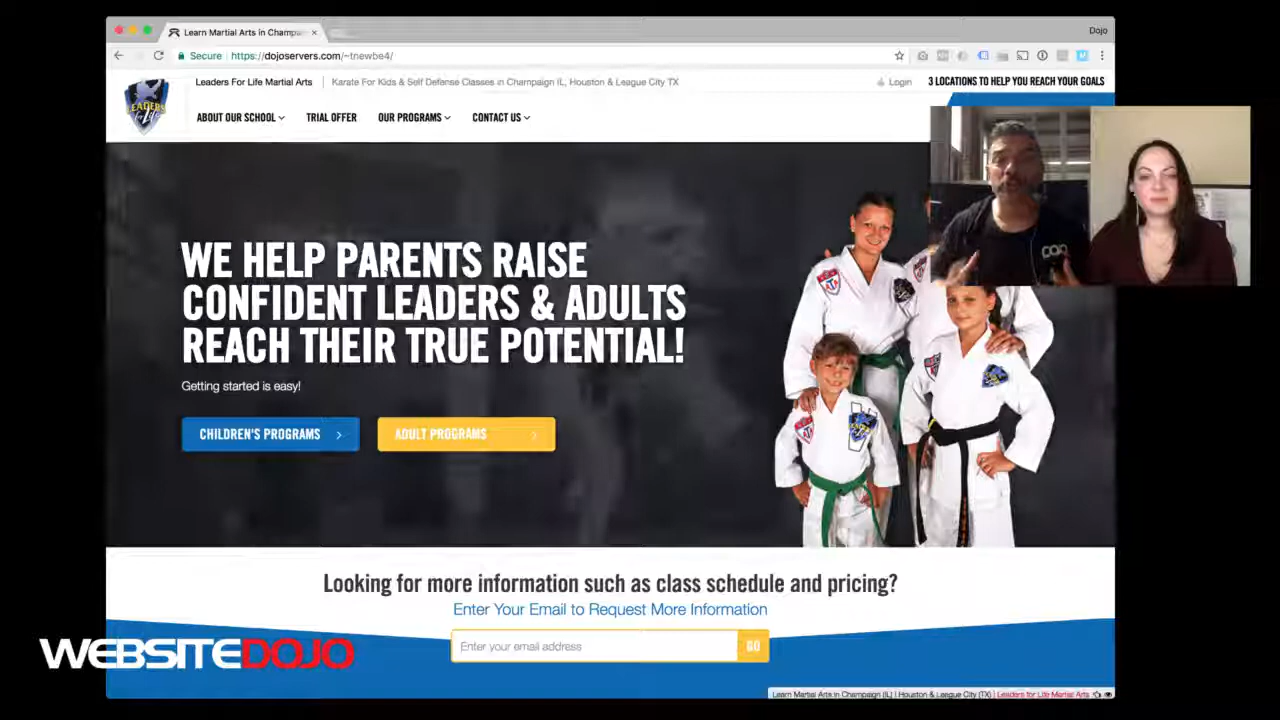 Learn Martial Arts in Champa
Dojo
Secure
https://dojoservers.com/~tnewbe4/
LEADERS
for Life
Leaders For Life Martial Arts
Karate For Kids & Self Defense Classes in Champaign IL, Houston & League City TX
Login
3 LOCATIONS TO HELP YOU REACH YOUR GOALS
ABOUT OUR SCHOOL
TRIAL OFFER
OUR PROGRAMS
CONTACT US
WE HELP PARENTS RAISE
CONFIDENT LEADERS & ADULTS
REACH THEIR TRUE POTENTIAL!
Getting started is easy!
CHILDREN'S PROGRAMS
ADULT PROGRAMS
ATA
Looking for more information such as class schedule and pricing?
Enter Your Email to Request More Information
Enter your email address
GO
WEBSITEDOJO
Learn Martial Arts in Champaign (IL) | Houston & League City (TX) | Leaders for Life Martial Arts